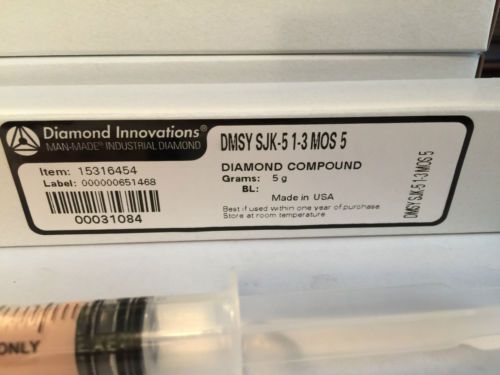 Diamond Innovations®
MAN-MADE® INDUSTRIAL DIAMOND
Item: 15316454
Label: 000000651468
00031084
DMSY SJK-5 1-3 MOS 5
DIAMOND COMPOUND
Grams: 5 g
BL:
Made in USA
Best if used within one year of purchase.
Store at room temperature
DMSY SJK-5 1-3 MOS 5
ONLY